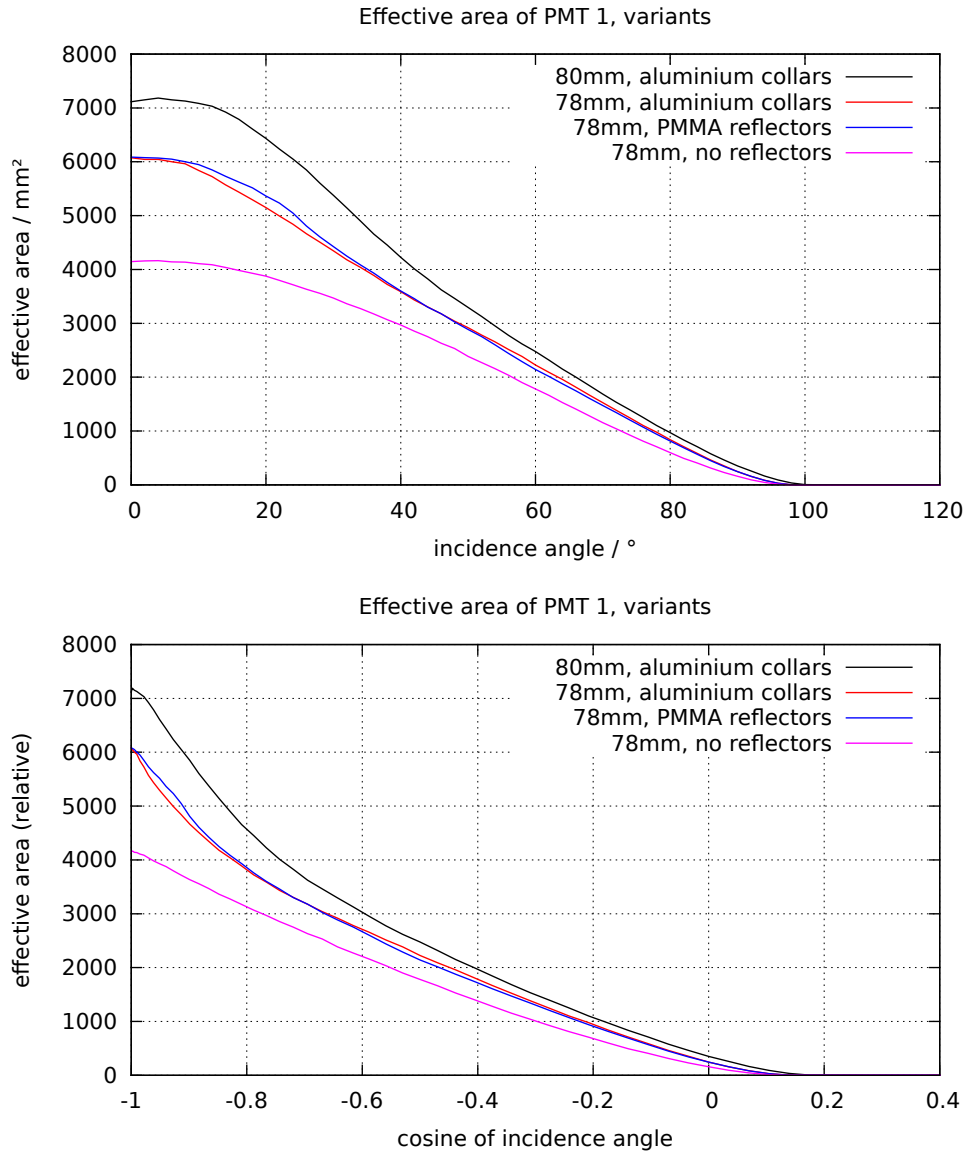 Effective area of PMT 1, variants
8000
7000
6000
5000
4000
3000
2000
1000
0
effective area / mm²
80mm, aluminium collars
78mm, aluminium collars
78mm, PMMA reflectors
78mm, no reflectors
0 20 40 60 80 100 120
incidence angle / °
Effective area of PMT 1, variants
8000
7000
6000
5000
4000
3000
2000
1000
0
effective area (relative)
80mm, aluminium collars
78mm, aluminium collars
78mm, PMMA reflectors
78mm, no reflectors
-1 -0.8 -0.6 -0.4 -0.2 0 0.2 0.4
cosine of incidence angle